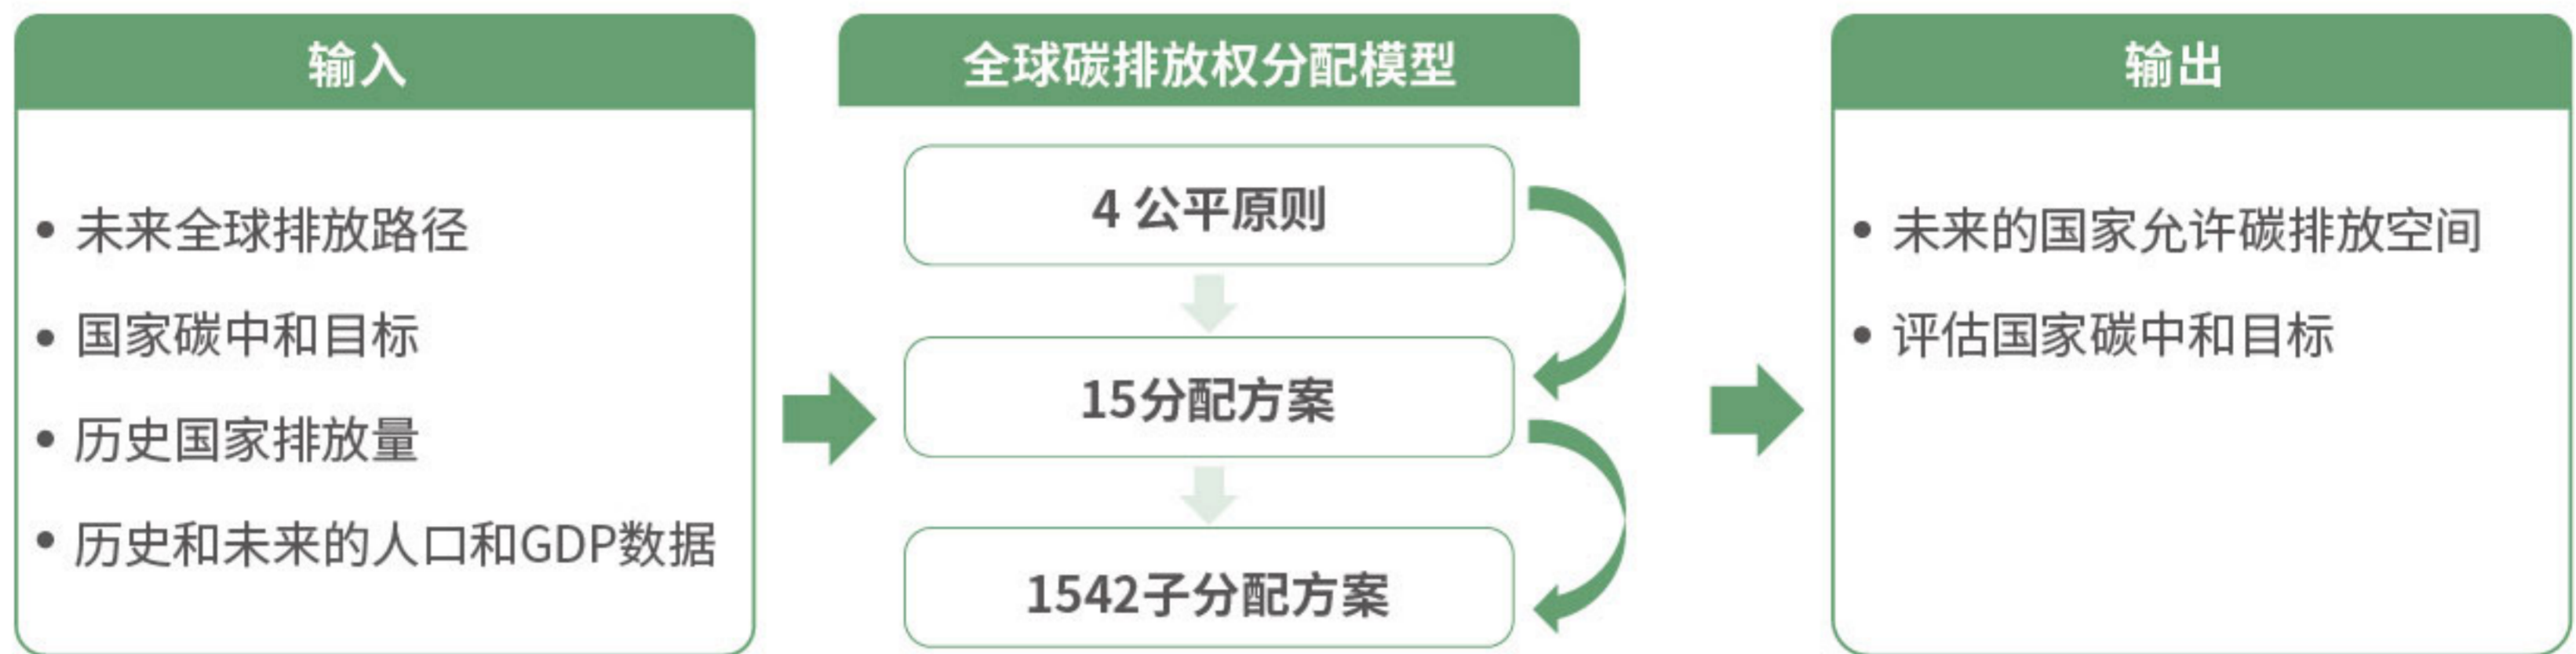 输入
• 未来全球排放路径
• 国家碳中和目标
• 历史国家排放量
• 历史和未来的人口和GDP数据
全球碳排放权分配模型
4 公平原则
15分配方案
1542子分配方案
输出
• 未来的国家允许碳排放空间
• 评估国家碳中和目标